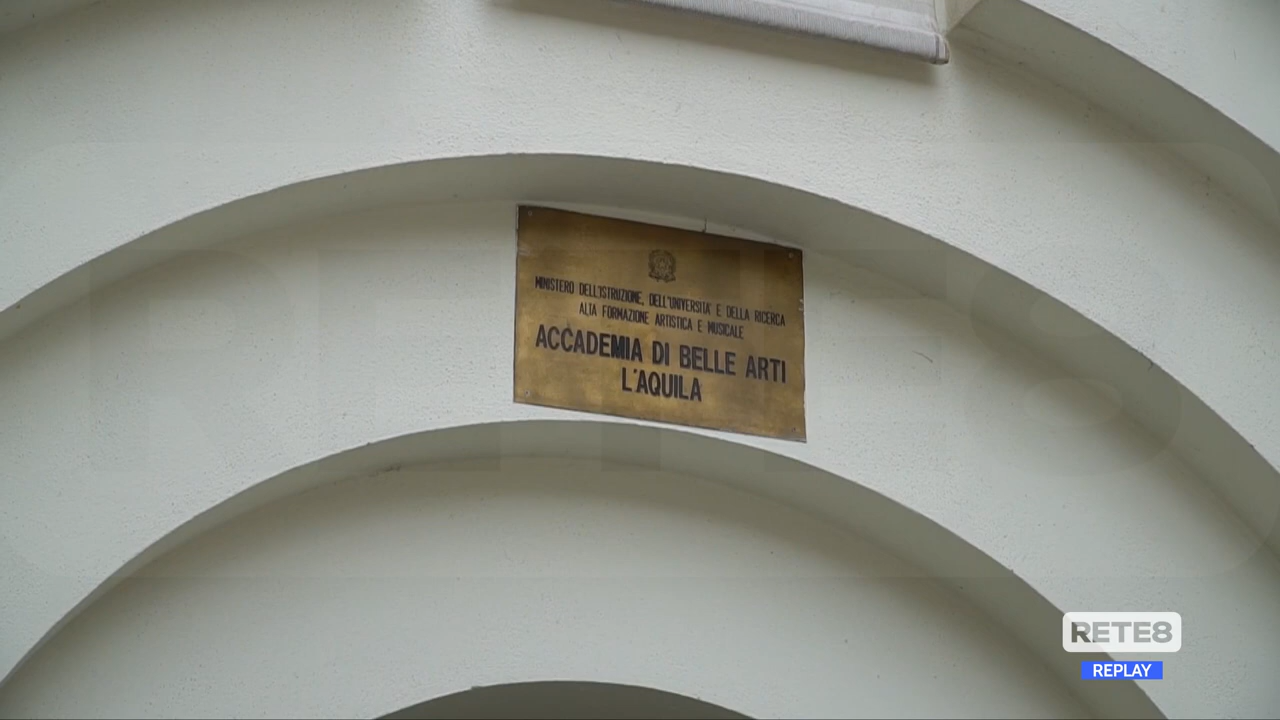 MINISTERO DELL'ISTRUZIONE, DELL'UNIVERSITA' E DELLA RICERCA
ALTA FORMAZIONE ARTISTICA E MUSICALE
ACCADEMIA DI BELLE ARTI
L'AQUILA
RETE8
REPLAY